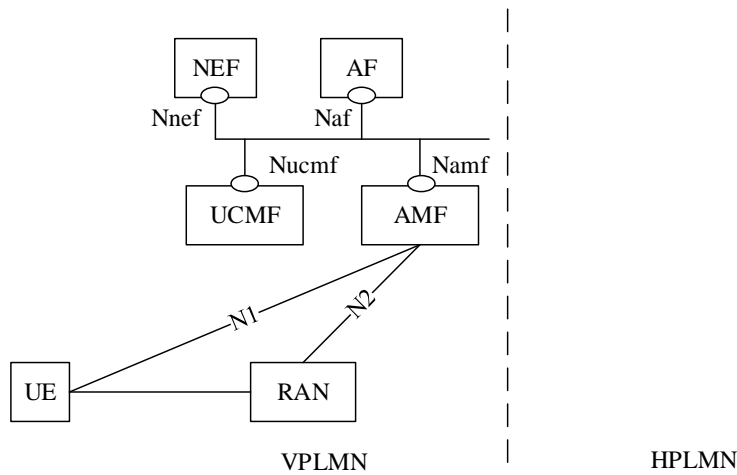 NEF
AF
Nnef
Naf
Nucmf
Namf
UCMF
AMF
N1
N2
UE
RAN
VPLMN
HPLMN